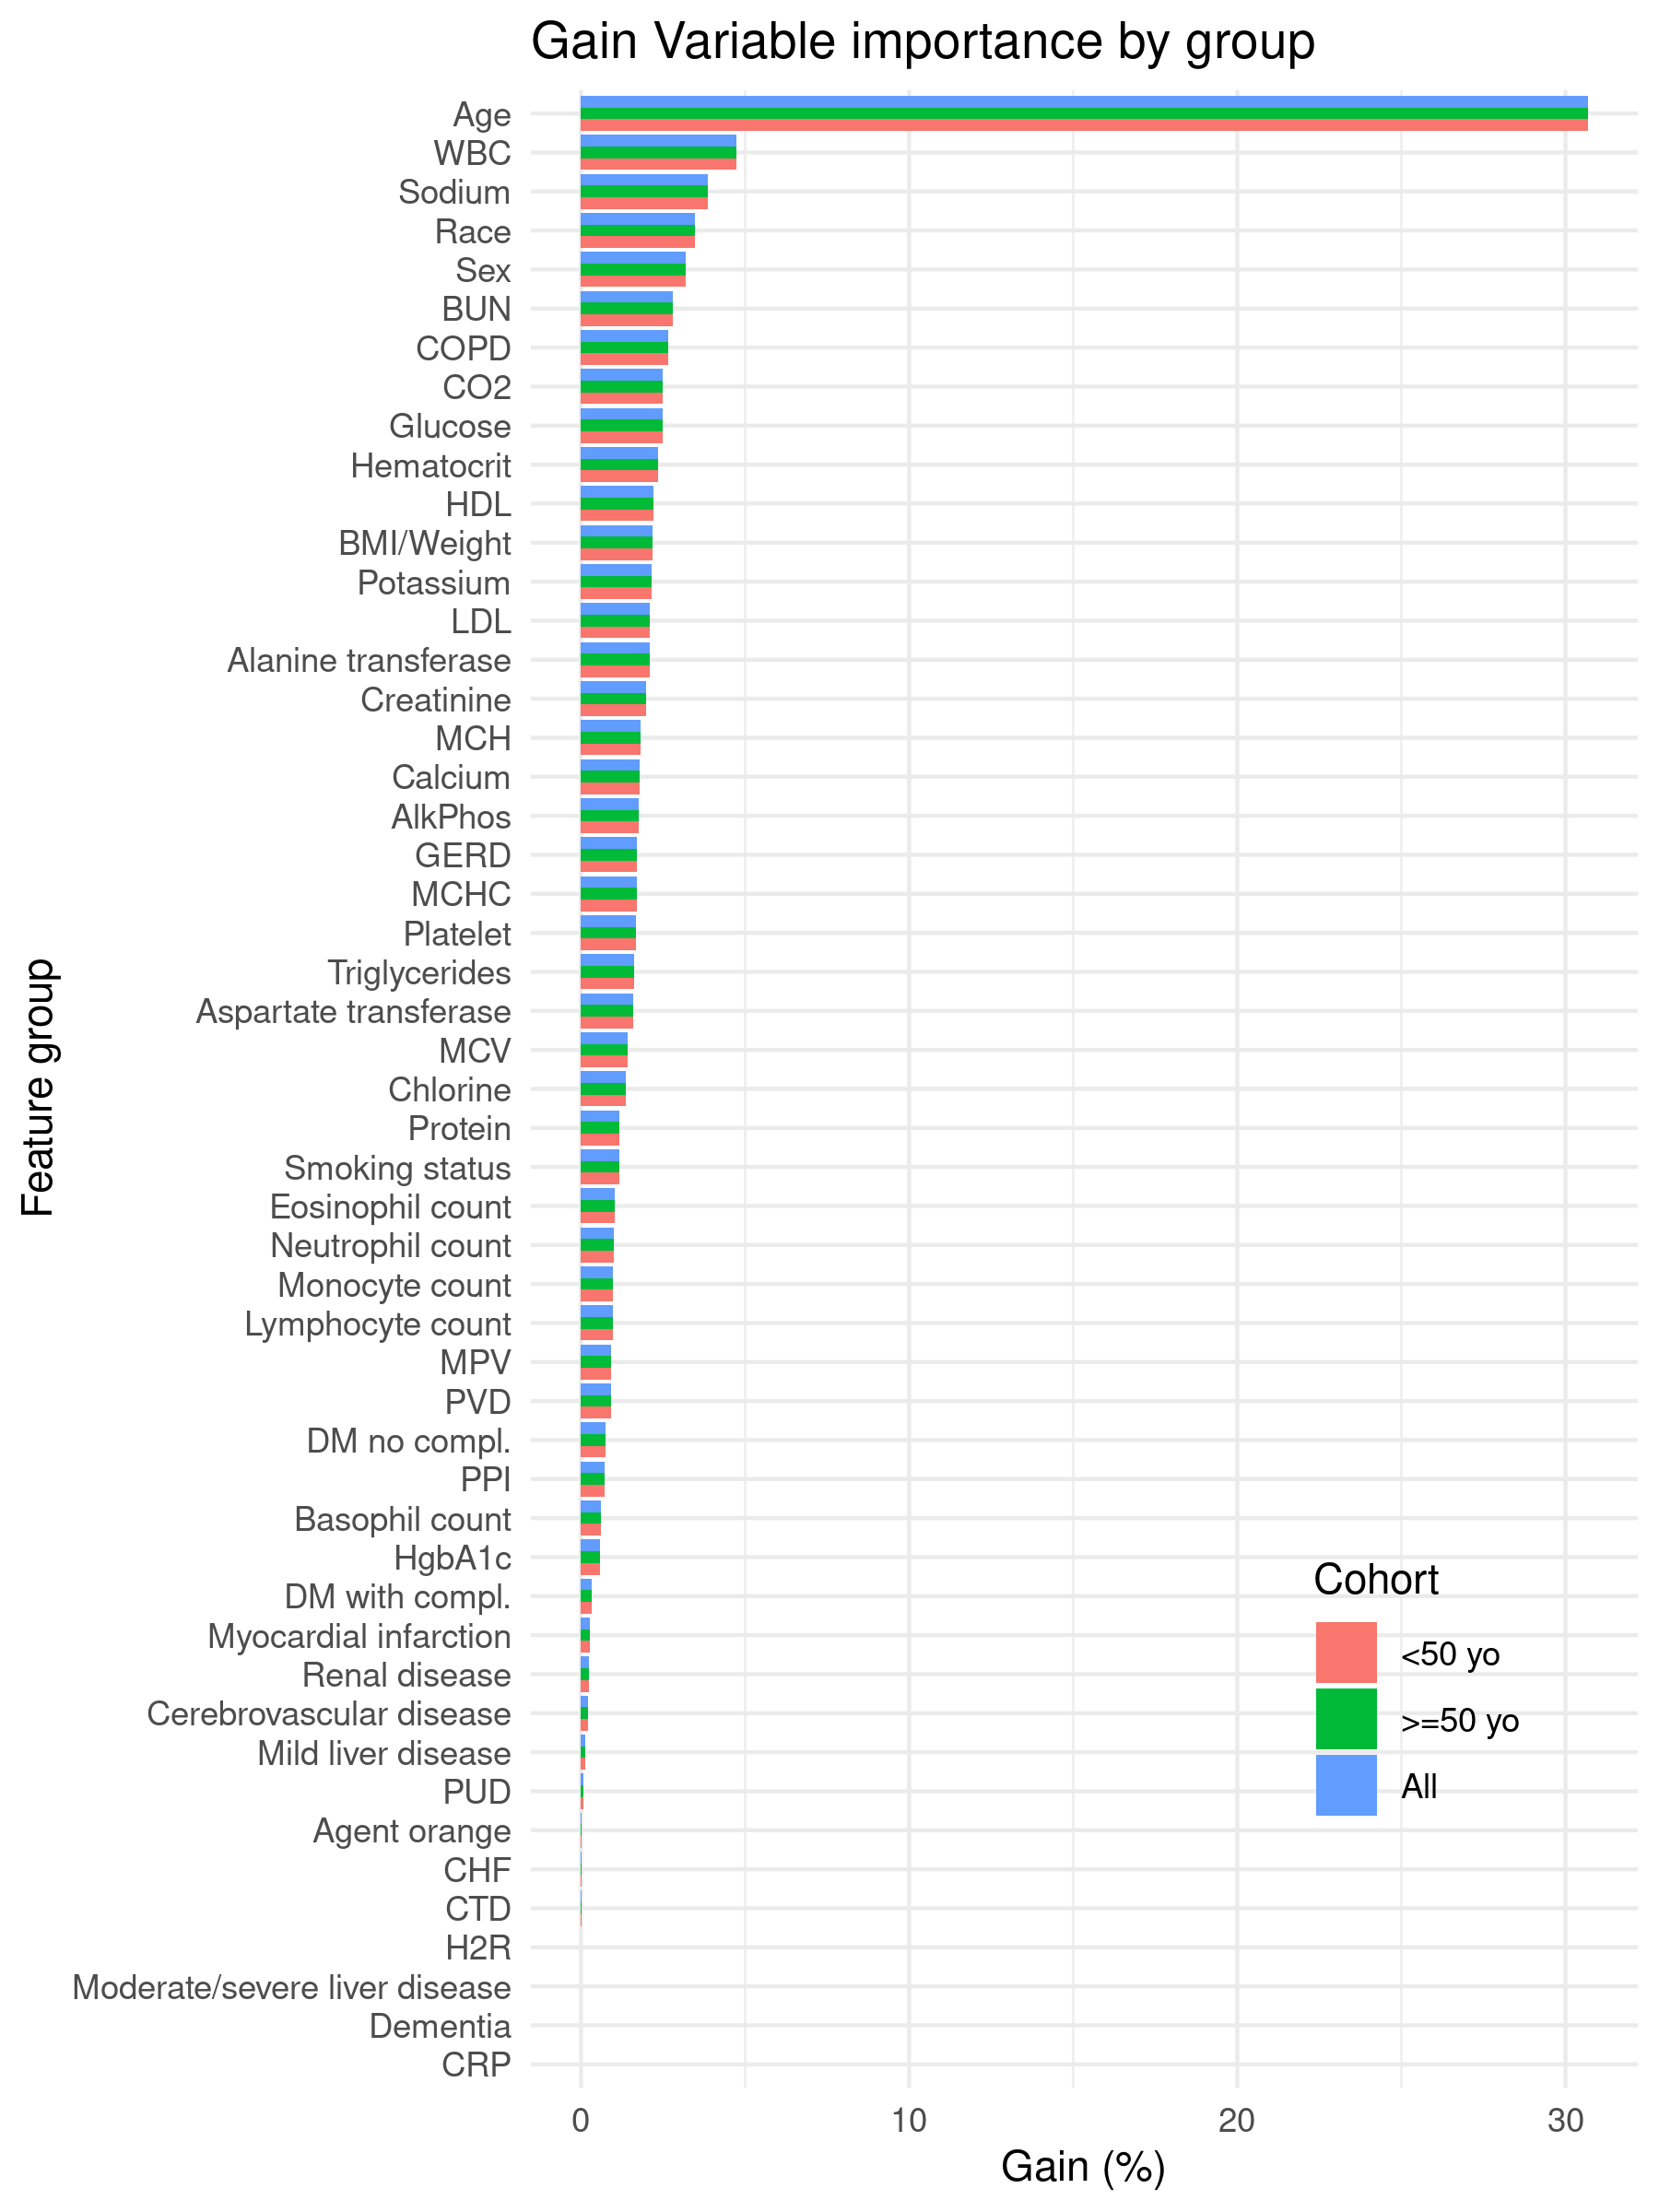 Gain Variable importance by group
Age
WBC
Sodium
Race
Sex
BUN
COPD
CO2
Glucose
Hematocrit
HDL
BMI/Weight
Potassium
LDL
Alanine transferase
Creatinine
MCH
Calcium
AlkPhos
GERD
MCHC
Platelet
Triglycerides
Aspartate transferase
MCV
Chlorine
Protein
Smoking status
Eosinophil count
Neutrophil count
Monocyte count
Lymphocyte count
MPV
PVD
DM no compl.
PPI
Basophil count
HgbA1c
DM with compl.
Myocardial infarction
Renal disease
Cerebrovascular disease
Mild liver disease
PUD
Agent orange
CHF
CTD
H2R
Moderate/severe liver disease
Dementia
CRP
Feature group
Cohort
<50 yo
>=50 yo
All
0 10 20 30
Gain (%)